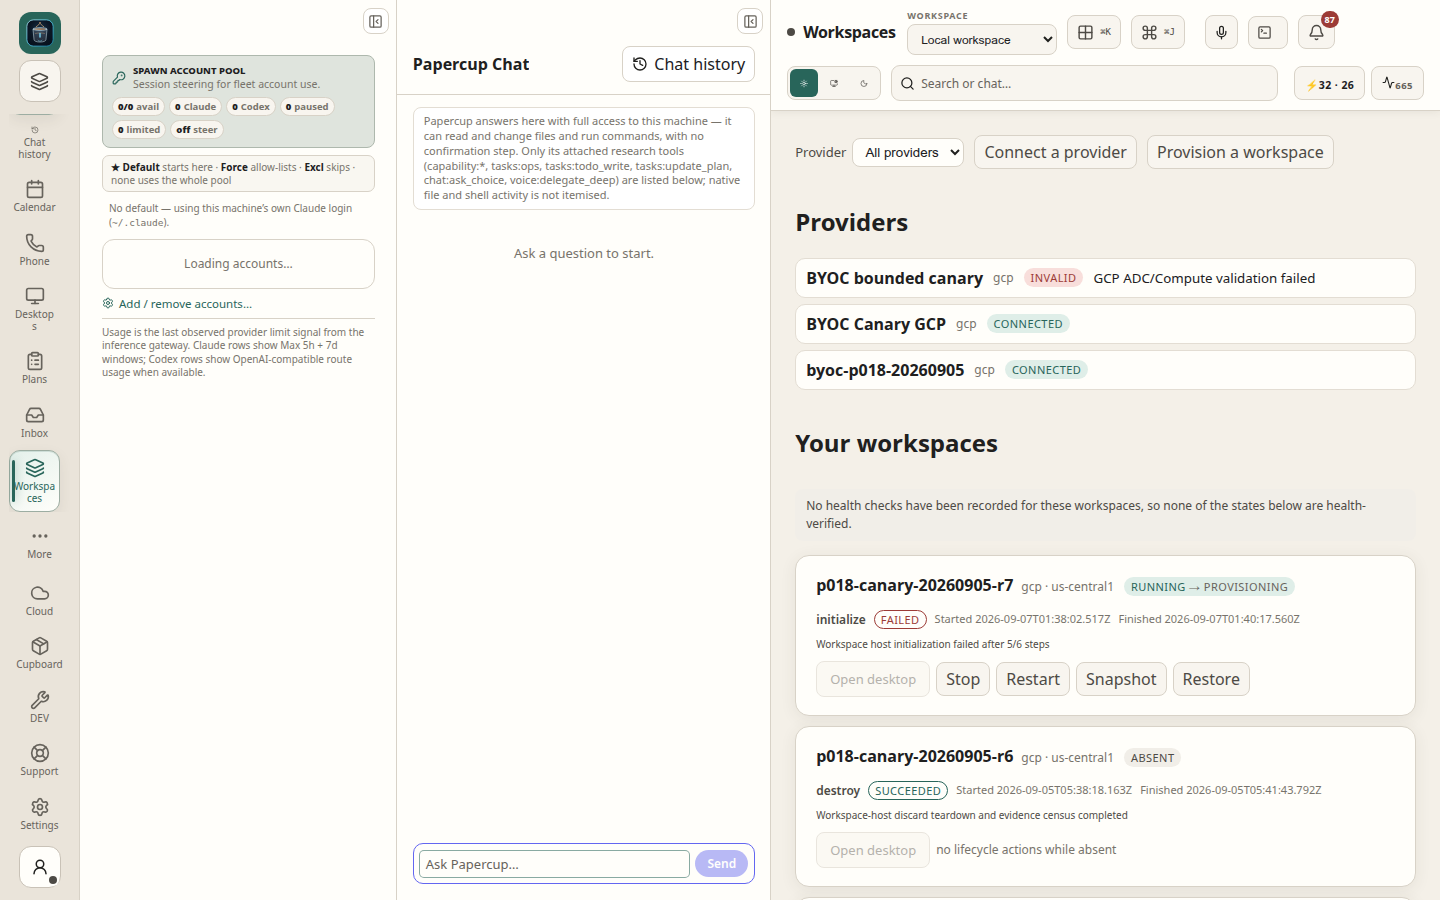 Chat
history
Calendar
Phone
Desktop
s
Plans
Inbox
Workspa
ces
More
Cloud
Cupboard
DEV
Support
Settings
SPAWN ACCOUNT POOL
Session steering for fleet account use.
0/0 avail
0 Claude
0 Codex
0 paused
0 limited
off steer
★ Default starts here · Force allow-lists · Excl skips ·
none uses the whole pool
No default — using this machine's own Claude login
(~/.claude).
Loading accounts...
Add / remove accounts...
Usage is the last observed provider limit signal from the
inference gateway. Claude rows show Max 5h + 7d
windows; Codex rows show OpenAI-compatible route
usage when available.
Papercup Chat
Chat history
Papercup answers here with full access to this machine — it
can read and change files and run commands, with no
confirmation step. Only its attached research tools
(capability:*, tasks:ops, tasks:todo_write, tasks:update_plan,
chat:ask_choice, voice:delegate_deep) are listed below; native
file and shell activity is not itemised.
Ask a question to start.
Ask Papercup...
Send
Workspaces
WORKSPACE
Local workspace
⌘K
⌘J
87
Search or chat...
⚡32 · 26
665
Provider
All providers
Connect a provider
Provision a workspace
Providers
BYOC bounded canary gcp INVALID GCP ADC/Compute validation failed
BYOC Canary GCP gcp CONNECTED
byoc-p018-20260905 gcp CONNECTED
Your workspaces
No health checks have been recorded for these workspaces, so none of the states below are health-
verified.
p018-canary-20260905-r7 gcp · us-central1 RUNNING → PROVISIONING
initialize FAILED Started 2026-09-07T01:38:02.517Z Finished 2026-09-07T01:40:17.560Z
Workspace host initialization failed after 5/6 steps
Open desktop
Stop
Restart
Snapshot
Restore
p018-canary-20260905-r6 gcp · us-central1 ABSENT
destroy SUCCEEDED Started 2026-09-05T05:38:18.163Z Finished 2026-09-05T05:41:43.792Z
Workspace-host discard teardown and evidence census completed
Open desktop
no lifecycle actions while absent